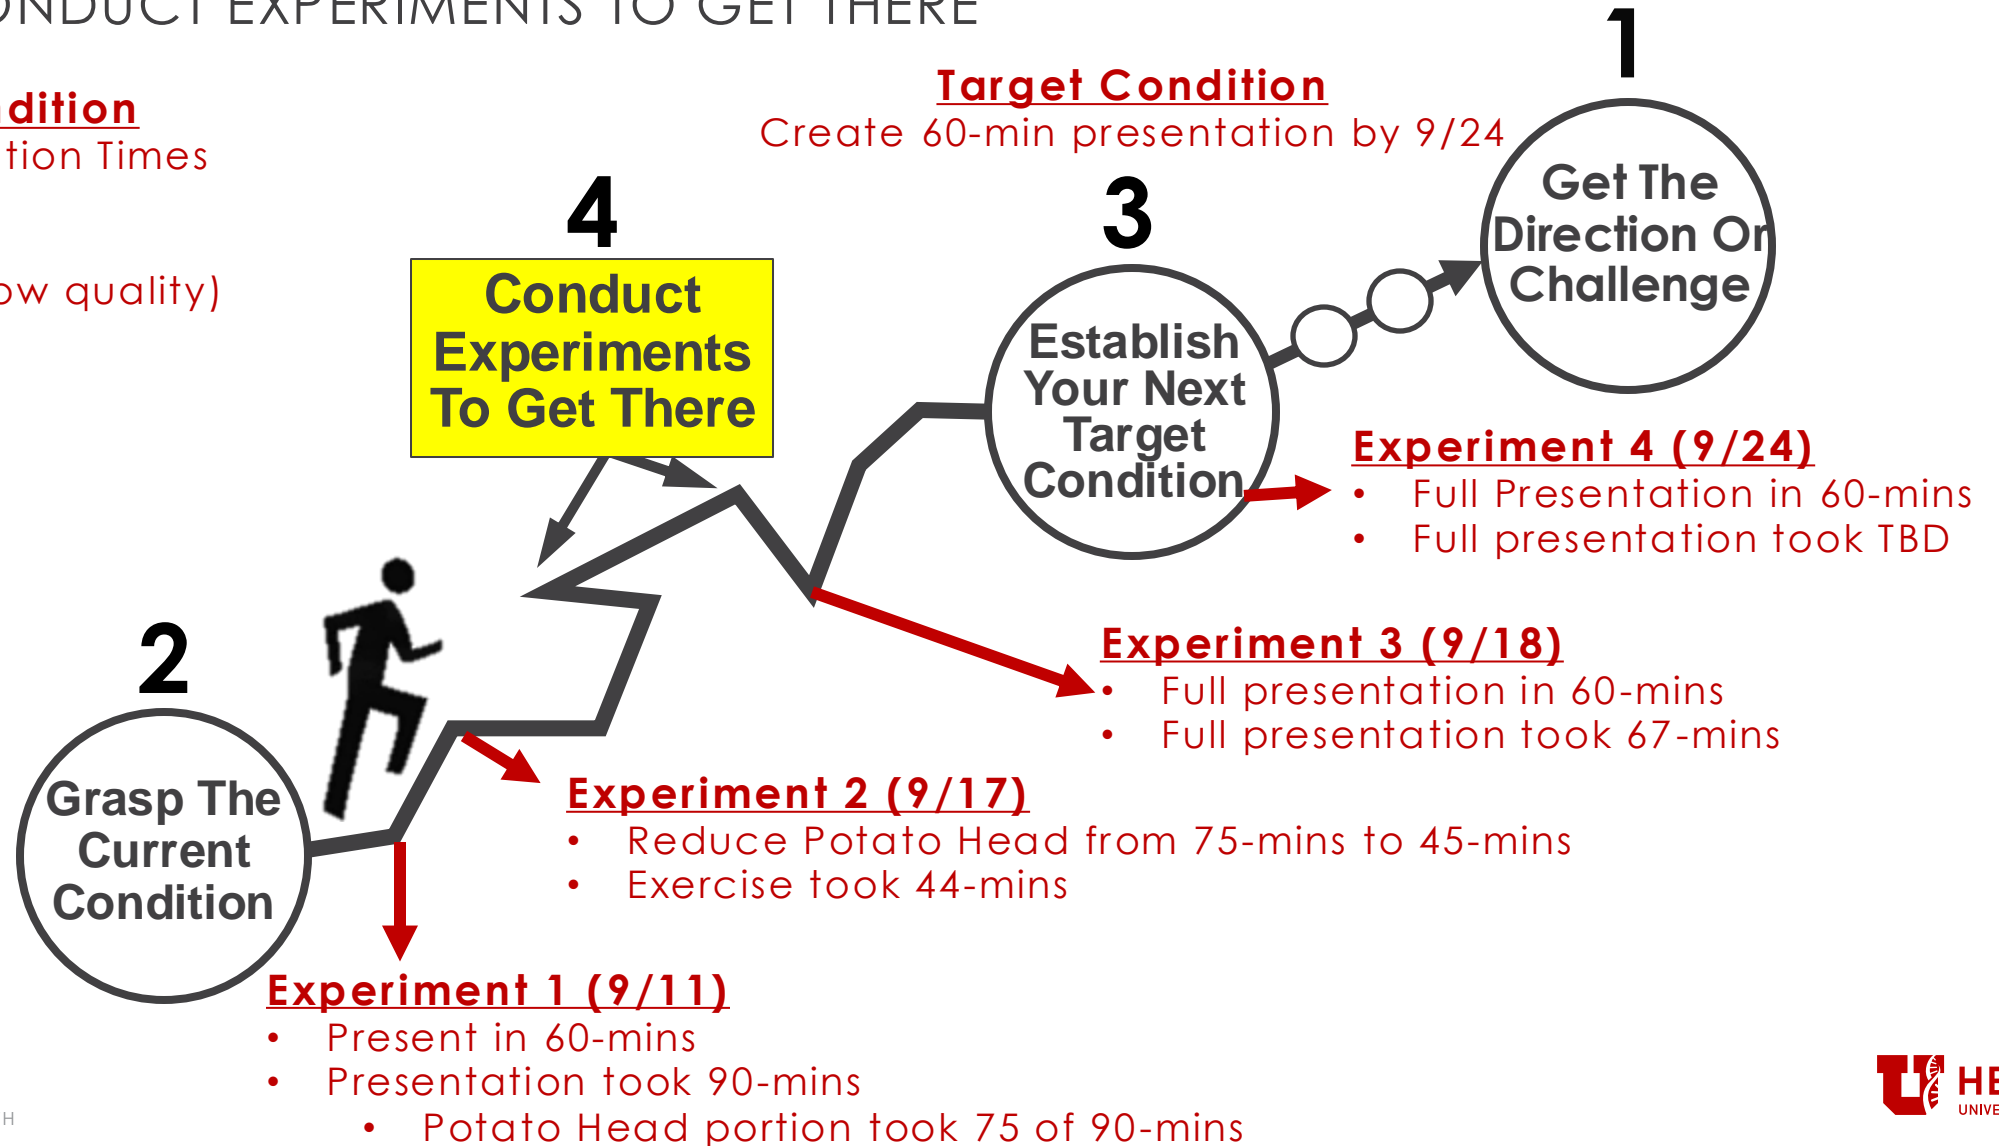 ONDUCT EXPERIMENTS TO GET THERE
1
Target Condition
Create 60-min presentation by 9/24
dition
tion Times
ow quality)
Get The
Direction Or
Challenge
4
Conduct
Experiments
To Get There
3
Establish
Your Next
Target
Condition
Experiment 4 (9/24)
• Full Presentation in 60-mins
• Full presentation took TBD
2
Grasp The
Current
Condition
Experiment 3 (9/18)
• Full presentation in 60-mins
• Full presentation took 67-mins
Experiment 2 (9/17)
• Reduce Potato Head from 75-mins to 45-mins
• Exercise took 44-mins
Experiment 1 (9/11)
• Present in 60-mins
• Presentation took 90-mins
• Potato Head portion took 75 of 90-mins
H
U HE
UNIVE